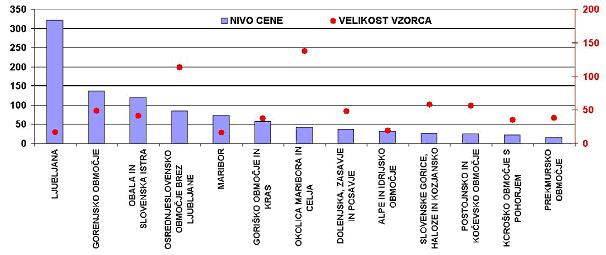 NIVO CENE
VELIKOST VZORCA
350
300
250
200
150
100
50
0
200
150
100
50
0
LJUBLJANA
GORENJSKO OBMOČJE
OBALA IN
SLOVENSKA ISTRA
OSREDNJESLOVENSKO
OBMOČJE BREZ
LJUBLJANE
MARIBOR
GORIŠKO OBMOČJE IN
KRAS
OKOLICA MARIBORA IN
CELJA
DOLENJSKA, ZASAVJE
IN POSAVJE
ALPE IN IDRIJSKO
OBMOČJE
SLOVENSKE GORICE,
HALOZE IN KOZJANSKO
POSTOJNSKO IN
KOČEVSKO OBMOČJE
KOROŠKO OBMOČJE S
POHORJEM
PREKMURSKO
OBMOČJE